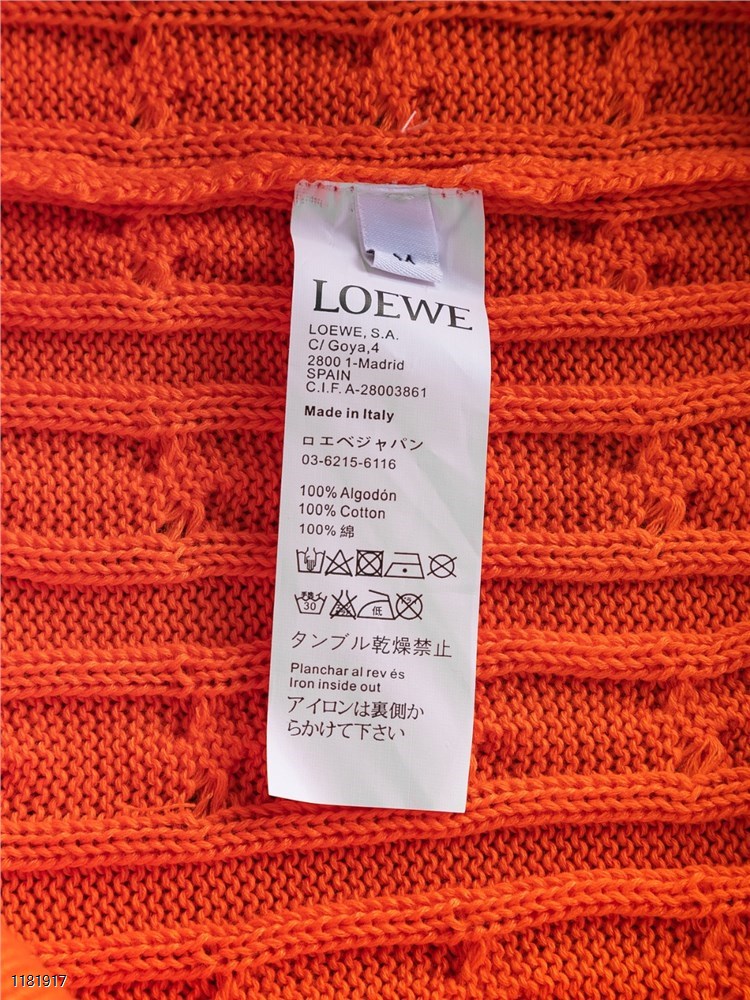 LOEWE
LOEWE, S.A.
C/ Goya,4
2800 1-Madrid
SPAIN
C.I.F. A-28003861
Made in Italy
ロエベジャパン
03-6215-6116
100% Algodón
100% Cotton
100% 綿
30
低
タンブル乾燥禁止
Planchar al rev és
Iron inside out
アイロンは裏側か
らかけて下さい
1181917